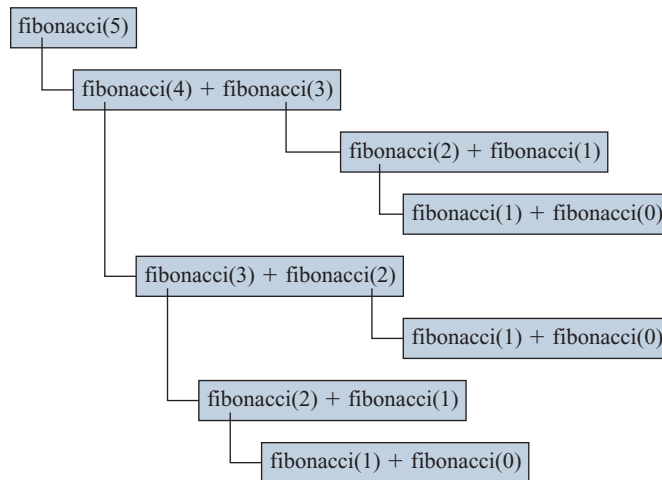 fibonacci(5)
fibonacci(4) + fibonacci(3)
fibonacci(2) + fibonacci(1)
fibonacci(1) + fibonacci(0)
fibonacci(3) + fibonacci(2)
fibonacci(1) + fibonacci(0)
fibonacci(2) + fibonacci(1)
fibonacci(1) + fibonacci(0)